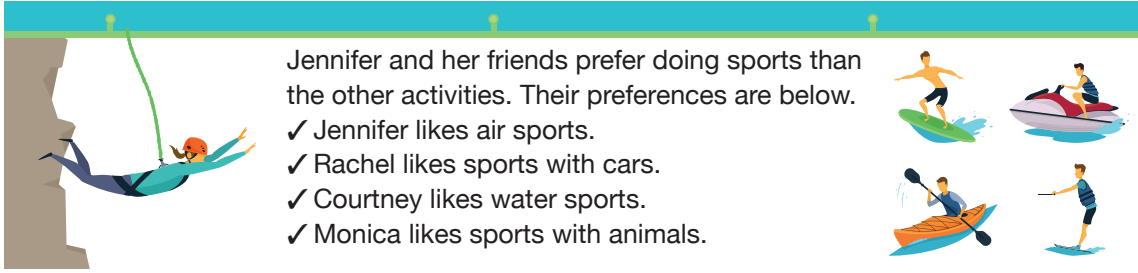 Jennifer and her friends prefer doing sports than
the other activities. Their preferences are below.
✓ Jennifer likes air sports.
✓ Rachel likes sports with cars.
✓ Courtney likes water sports.
✓ Monica likes sports with animals.